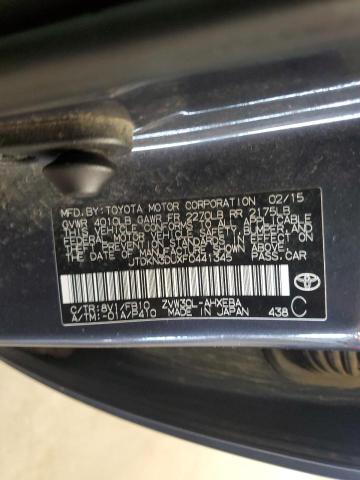 MFD. BY: TOYOTA MOTOR CORPORATION 02/15
GVWR 4010LB GAWR FR 2270LB RR 2175LB
THIS VEHICLE CONFORMS TO ALL APPLICABLE
FEDERAL MOTOR VEHICLE SAFETY, BUMPER, AND
THEFT PREVENTION STANDARDS IN EFFECT ON
THE DATE OF MANUFACTURE SHOWN ABOVE.
JTDKN3DUXF0441345
C/TR: 8V1/FB10 ZVW30L-AHXEBA
A/TM: -01A/P410 MADE IN JAPAN 438 C